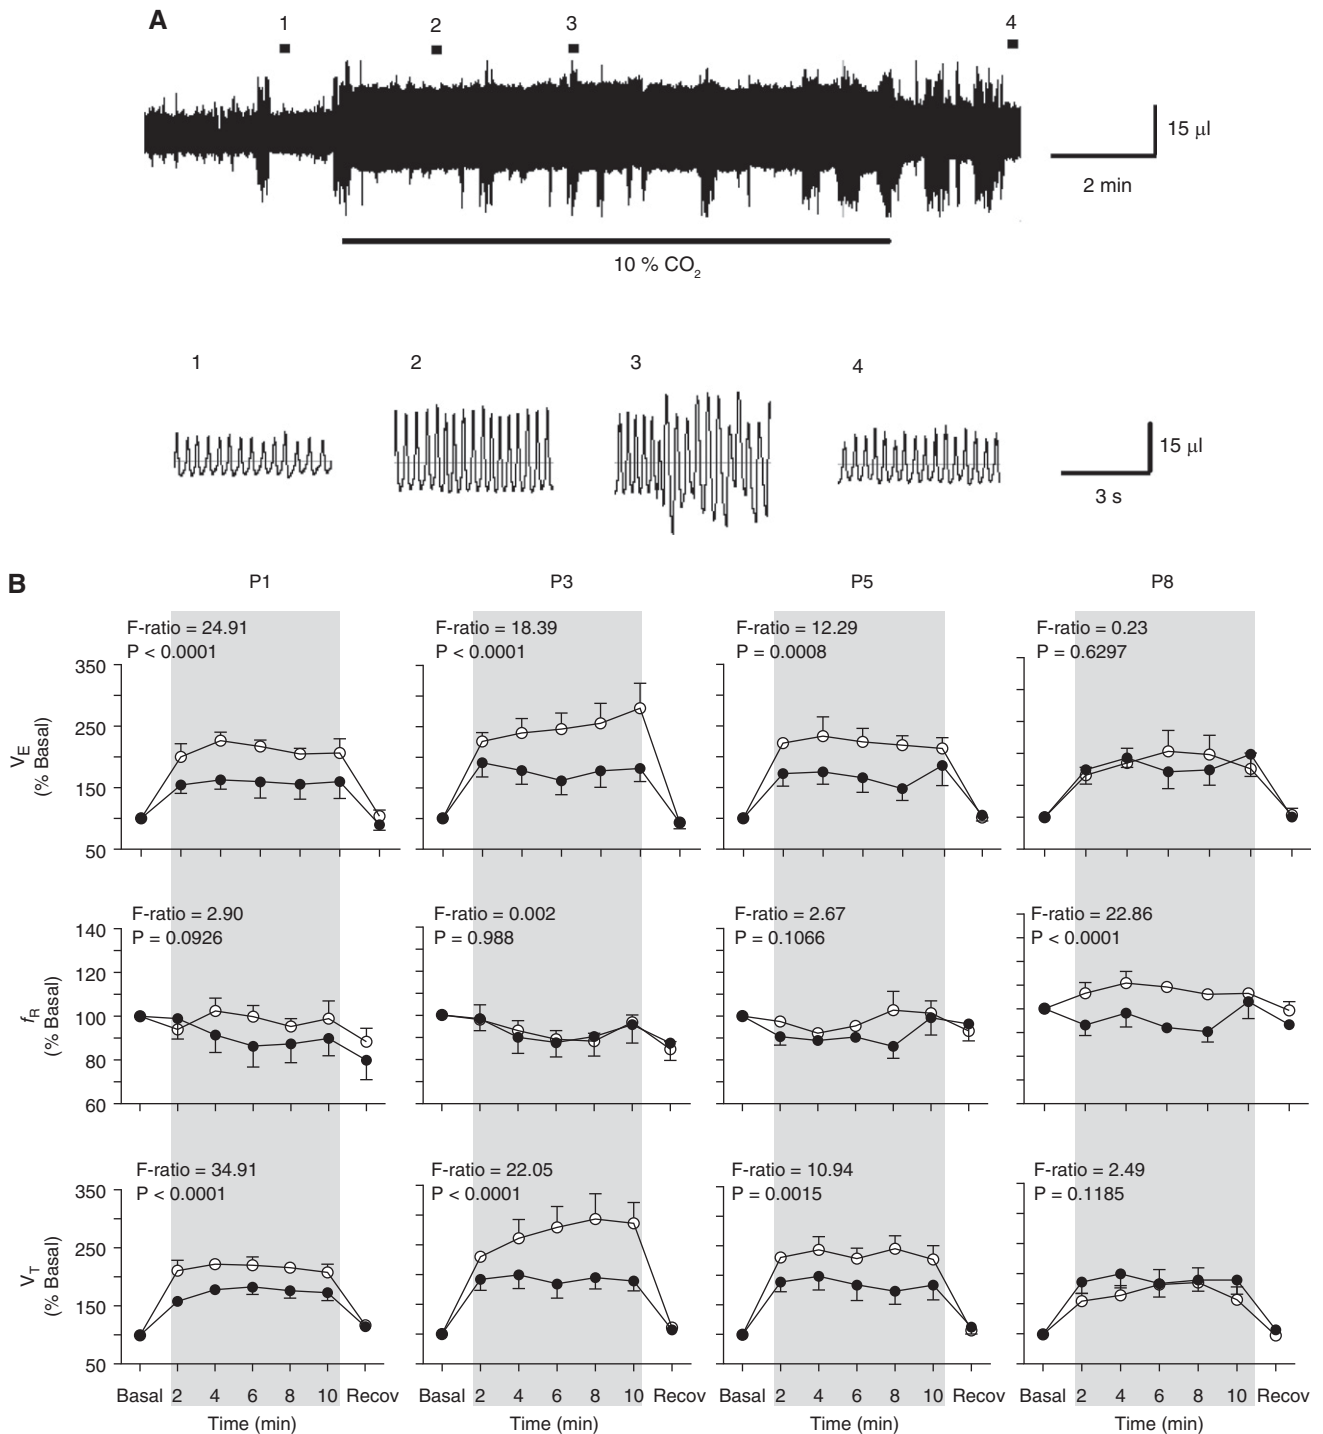 A
1 2 3 4
15 µl
2 min
10 % CO2
1 2 3 4
15 µl
3 s
B
P1 P3 P5 P8
F-ratio = 24.91 F-ratio = 18.39 F-ratio = 12.29 F-ratio = 0.23
P < 0.0001 P < 0.0001 P = 0.0008 P = 0.6297
350
250
150
50
VE
(% Basal)
F-ratio = 2.90 F-ratio = 0.002 F-ratio = 2.67 F-ratio = 22.86
P = 0.0926 P = 0.988 P = 0.1066 P < 0.0001
140
120
100
80
60
fR
(% Basal)
F-ratio = 34.91 F-ratio = 22.05 F-ratio = 10.94 F-ratio = 2.49
P < 0.0001 P < 0.0001 P = 0.0015 P = 0.1185
350
250
150
50
VT
(% Basal)
Basal 2 4 6 8 10 Recov Basal 2 4 6 8 10 Recov Basal 2 4 6 8 10 Recov Basal 2 4 6 8 10 Recov
Time (min) Time (min) Time (min) Time (min)